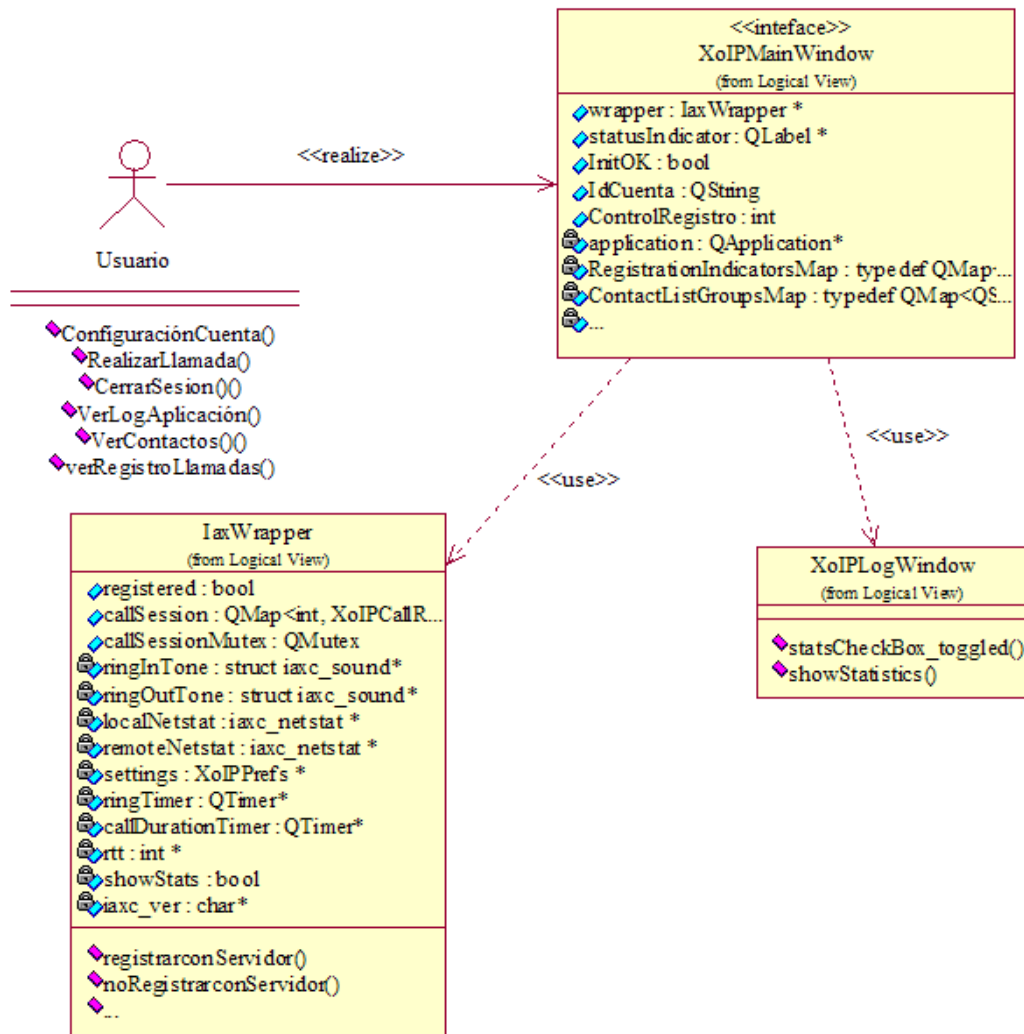 <<inteface>>
XoIPMainWindow
(from Logical View)
wrapper : IaxWrapper *
statusIndicator : QLabel *
InitOK : bool
IdCuenta : QString
ControlRegistro : int
application : QApplication*
RegistrationIndicatorsMap : typedef QMap<...
ContactListGroupsMap : typedef QMap<QS...
...
<<realize>>
Usuario
ConfiguraciónCuenta()
RealizarLlamada()
CerrarSesion()()
VerLogAplicación()
VerContactos()()
verRegistroLlamadas()
<<use>>
<<use>>
IaxWrapper
(from Logical View)
registered : bool
callSession : QMap<int, XoIPCallR...
callSessionMutex : QMutex
ringInTone : struct iaxc_sound*
ringOutTone : struct iaxc_sound*
localNetstat : iaxc_netstat *
remoteNetstat : iaxc_netstat *
settings : XoIPPrefs *
ringTimer : QTimer*
callDurationTimer : QTimer*
rtt : int *
showStats : bool
iaxc_ver : char*
registrarconServidor()
noRegistrarconServidor()
...
XoIPLogWindow
(from Logical View)
statsCheckBox_toggled()
showStatistics()